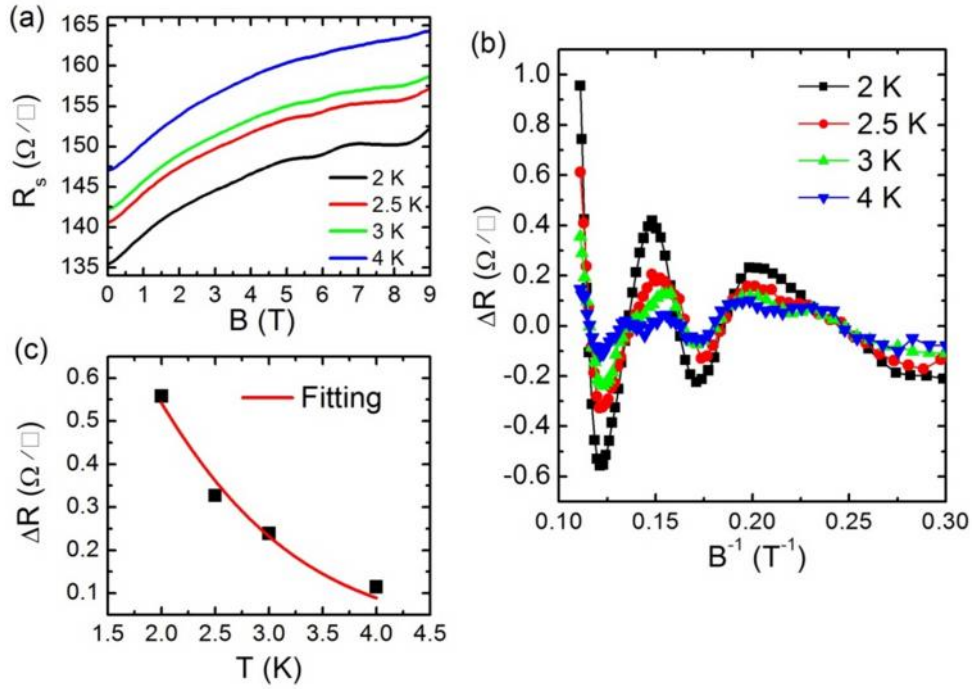 (a)
165
160
155
150
145
140
135
R_s (Ω/□)
2 K
2.5 K
3 K
4 K
0 1 2 3 4 5 6 7 8 9
B (T)
(b)
1.0
0.8
0.6
0.4
0.2
0.0
-0.2
-0.4
-0.6
ΔR (Ω/□)
2 K
2.5 K
3 K
4 K
0.10 0.15 0.20 0.25 0.30
B⁻¹ (T⁻¹)
(c)
0.6
0.5
0.4
0.3
0.2
0.1
ΔR (Ω/□)
Fitting
1.5 2.0 2.5 3.0 3.5 4.0 4.5
T (K)